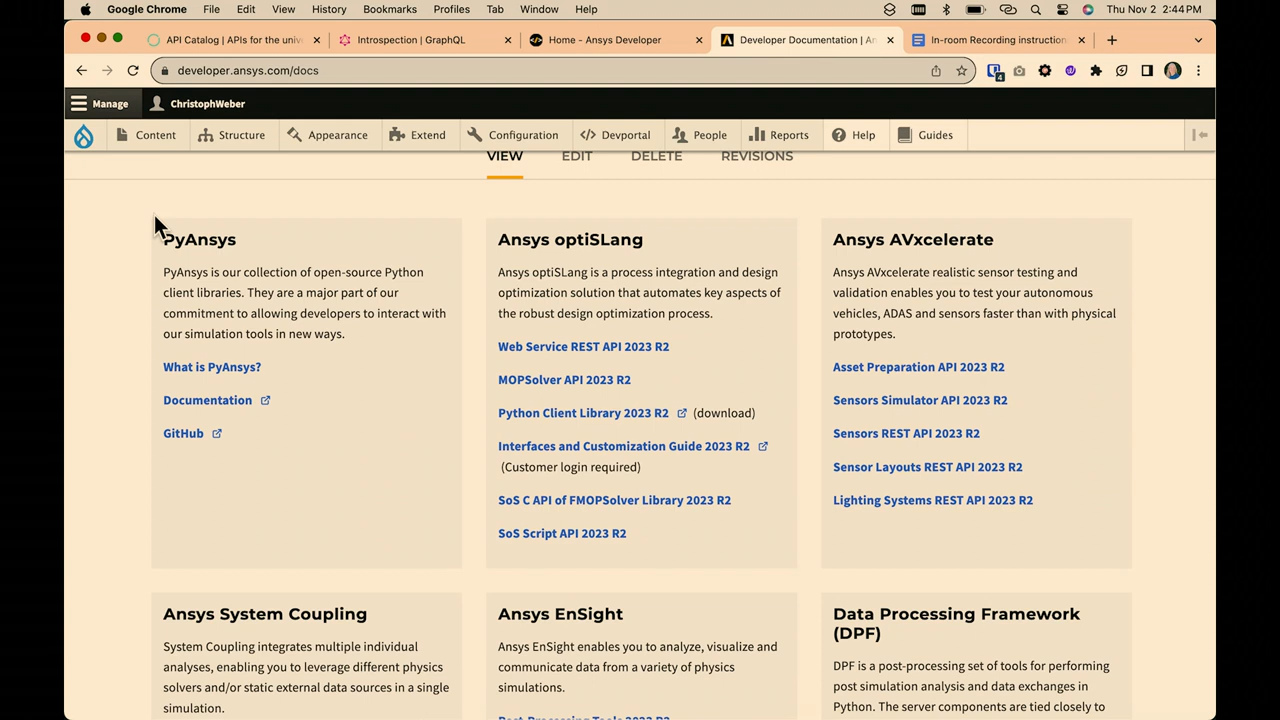 Google Chrome File Edit View History Bookmarks Profiles Tab Window Help Thu Nov 2 2:44 PM
API Catalog | APIs for the univ Introspection | GraphQL Home - Ansys Developer Developer Documentation | An In-room Recording instruction
developer.ansys.com/docs 4
Manage ChristophWeber
Content Structure Appearance Extend Configuration Devportal People Reports Help Guides
VIEW EDIT DELETE REVISIONS
PyAnsys
PyAnsys is our collection of open-source Python
client libraries. They are a major part of our
commitment to allowing developers to interact with
our simulation tools in new ways.
What is PyAnsys?
Documentation
GitHub
Ansys optiSLang
Ansys optiSLang is a process integration and design
optimization solution that automates key aspects of
the robust design optimization process.
Web Service REST API 2023 R2
MOPSolver API 2023 R2
Python Client Library 2023 R2 (download)
Interfaces and Customization Guide 2023 R2
(Customer login required)
SoS C API of FMOPSolver Library 2023 R2
SoS Script API 2023 R2
Ansys AVxcelerate
Ansys AVxcelerate realistic sensor testing and
validation enables you to test your autonomous
vehicles, ADAS and sensors faster than with physical
prototypes.
Asset Preparation API 2023 R2
Sensors Simulator API 2023 R2
Sensors REST API 2023 R2
Sensor Layouts REST API 2023 R2
Lighting Systems REST API 2023 R2
Ansys System Coupling
System Coupling integrates multiple individual
analyses, enabling you to leverage different physics
solvers and/or static external data sources in a single
simulation.
Ansys EnSight
Ansys EnSight enables you to analyze, visualize and
communicate data from a variety of physics
simulations.
Post-Processing Tools 2023 R2
Data Processing Framework
(DPF)
DPF is a post-processing set of tools for performing
post simulation analysis and data exchanges in
Python. The server components are tied closely to